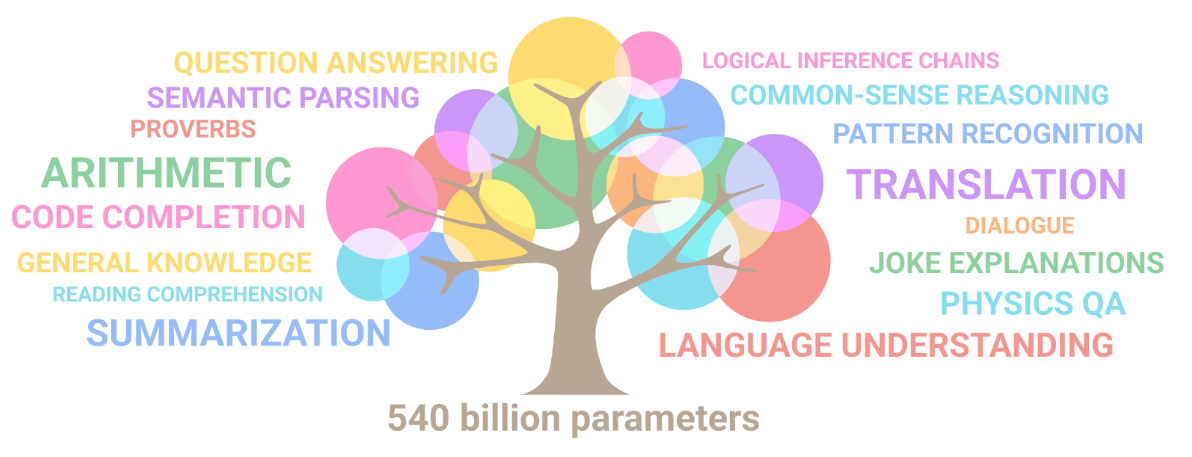 QUESTION ANSWERING
SEMANTIC PARSING
PROVERBS
ARITHMETIC
CODE COMPLETION
GENERAL KNOWLEDGE
READING COMPREHENSION
SUMMARIZATION
LOGICAL INFERENCE CHAINS
COMMON-SENSE REASONING
PATTERN RECOGNITION
TRANSLATION
DIALOGUE
JOKE EXPLANATIONS
PHYSICS QA
LANGUAGE UNDERSTANDING
540 billion parameters